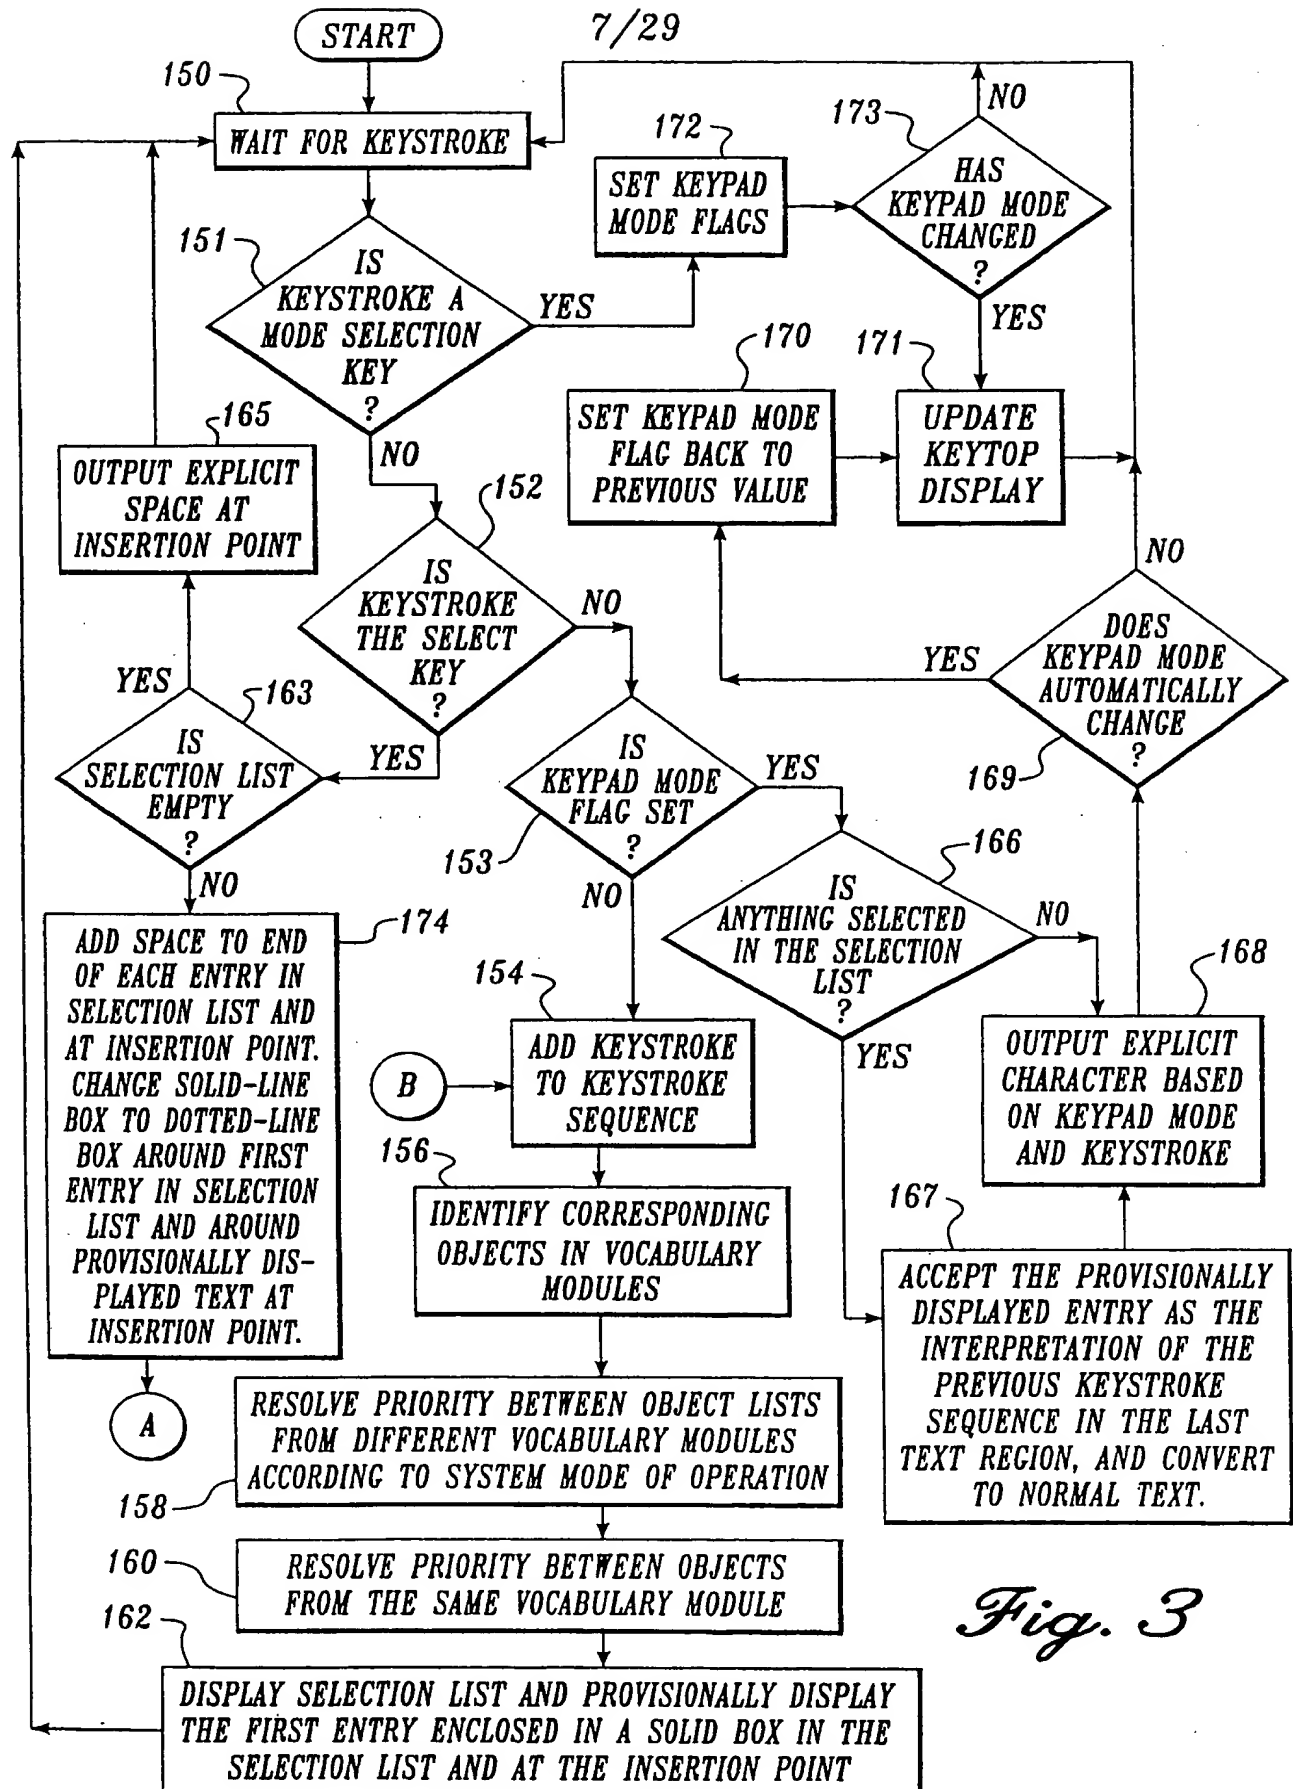 7/29
START
150
WAIT FOR KEYSTROKE
151
IS
KEYSTROKE A
MODE SELECTION
KEY
?
YES
NO
172
SET KEYPAD
MODE FLAGS
173
HAS
KEYPAD MODE
CHANGED
?
NO
YES
170
SET KEYPAD MODE
FLAG BACK TO
PREVIOUS VALUE
171
UPDATE
KEYTOP
DISPLAY
165
OUTPUT EXPLICIT
SPACE AT
INSERTION POINT
152
IS
KEYSTROKE
THE SELECT
KEY
?
NO
YES
163
IS
SELECTION LIST
EMPTY
?
YES
NO
153
IS
KEYPAD MODE
FLAG SET
?
YES
NO
169
DOES
KEYPAD MODE
AUTOMATICALLY
CHANGE
?
NO
YES
166
IS
ANYTHING SELECTED
IN THE SELECTION
LIST
?
NO
YES
168
OUTPUT EXPLICIT
CHARACTER BASED
ON KEYPAD MODE
AND KEYSTROKE
174
ADD SPACE TO END
OF EACH ENTRY IN
SELECTION LIST AND
AT INSERTION POINT.
CHANGE SOLID-LINE
BOX TO DOTTED-LINE
BOX AROUND FIRST
ENTRY IN SELECTION
LIST AND AROUND
PROVISIONALLY DIS-
PLAYED TEXT AT
INSERTION POINT.
A
B
154
ADD KEYSTROKE
TO KEYSTROKE
SEQUENCE
156
IDENTIFY CORRESPONDING
OBJECTS IN VOCABULARY
MODULES
167
ACCEPT THE PROVISIONALLY
DISPLAYED ENTRY AS THE
INTERPRETATION OF THE
PREVIOUS KEYSTROKE
SEQUENCE IN THE LAST
TEXT REGION, AND CONVERT
TO NORMAL TEXT.
158
RESOLVE PRIORITY BETWEEN OBJECT LISTS
FROM DIFFERENT VOCABULARY MODULES
ACCORDING TO SYSTEM MODE OF OPERATION
160
RESOLVE PRIORITY BETWEEN OBJECTS
FROM THE SAME VOCABULARY MODULE
162
DISPLAY SELECTION LIST AND PROVISIONALLY DISPLAY
THE FIRST ENTRY ENCLOSED IN A SOLID BOX IN THE
SELECTION LIST AND AT THE INSERTION POINT
Fig. 3